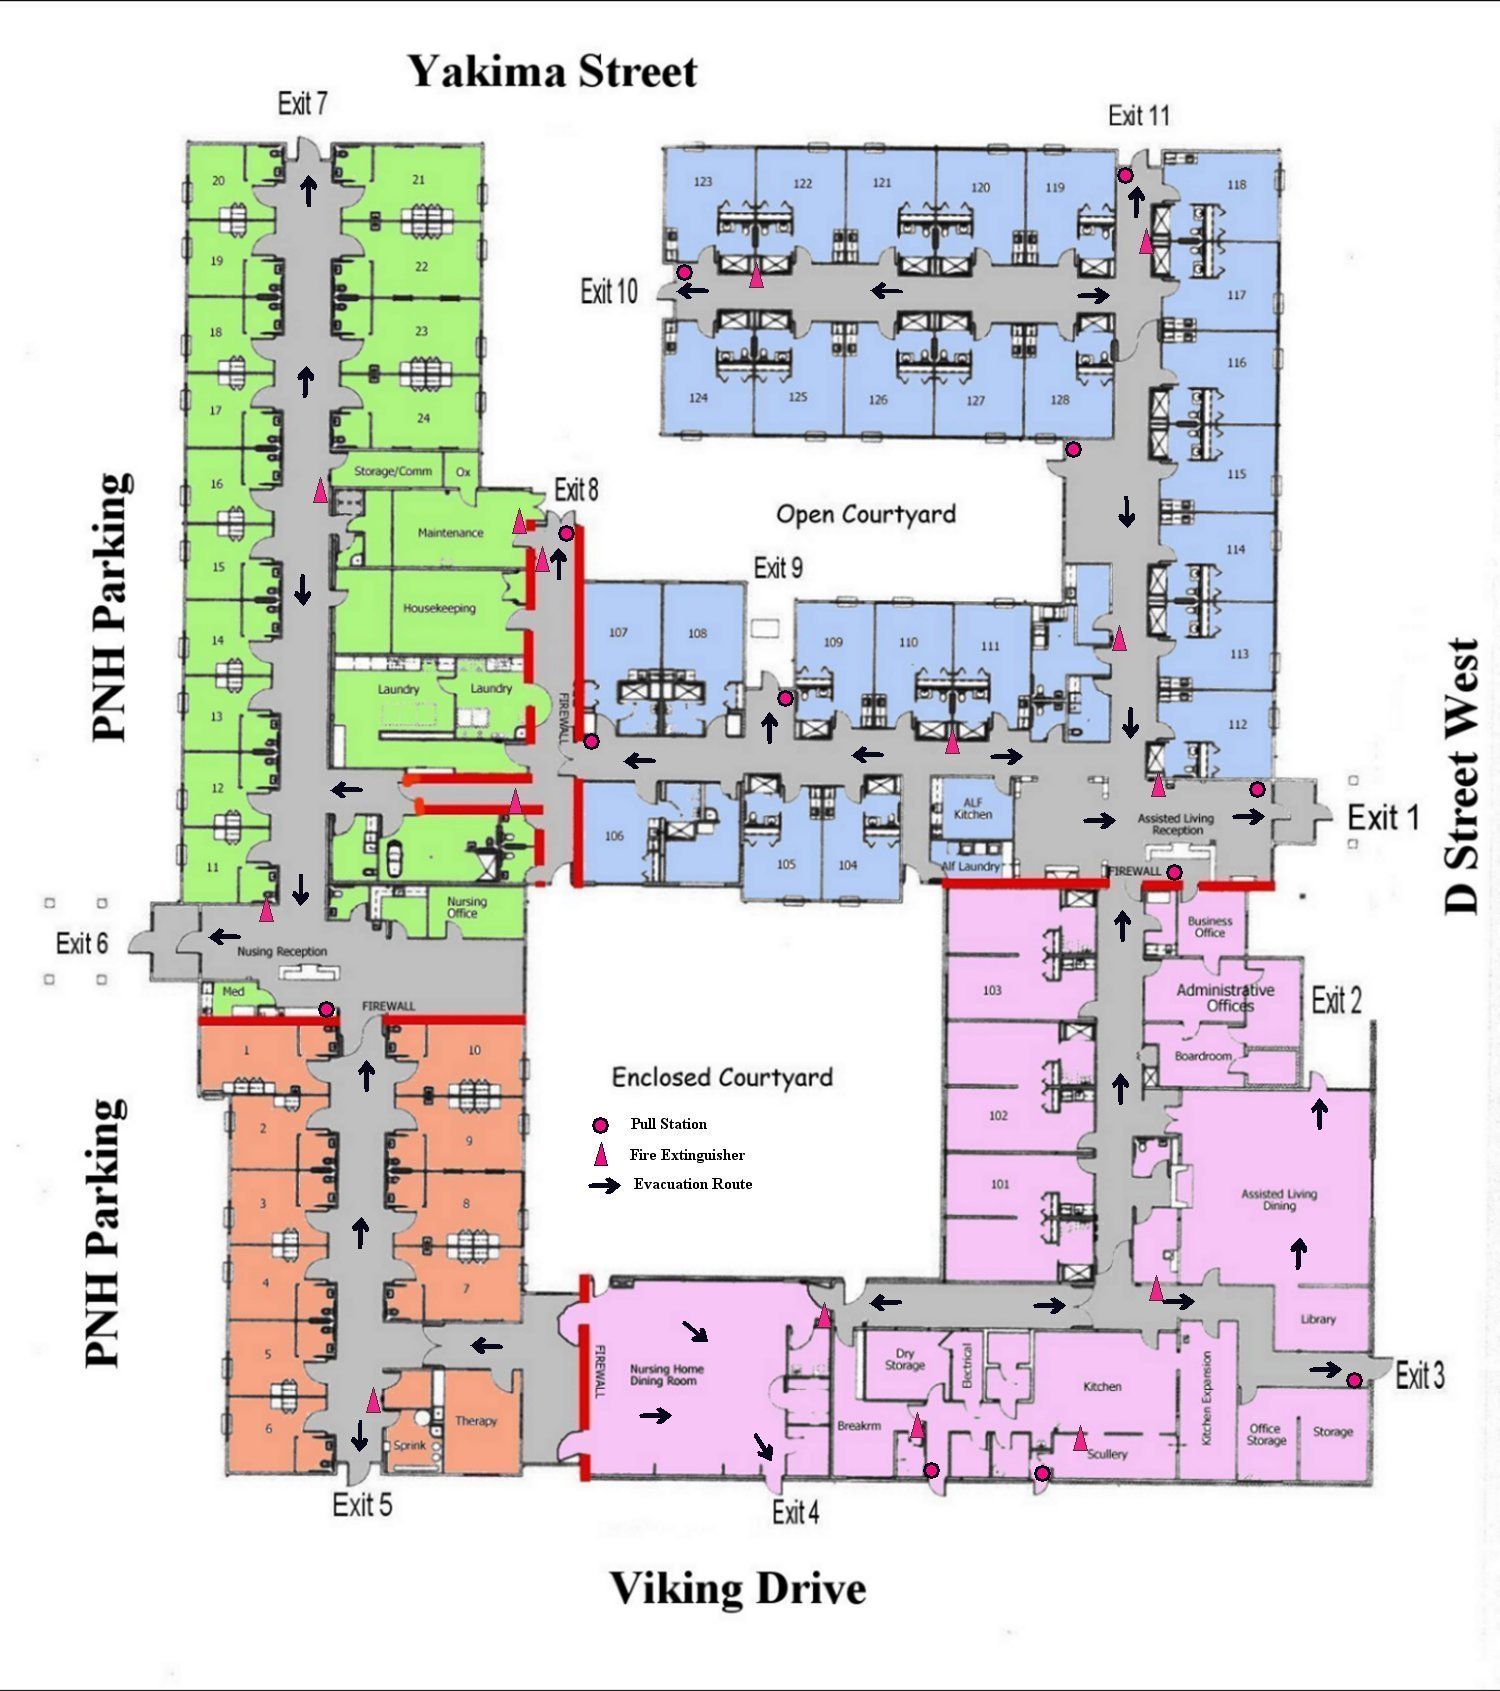 Yakima Street
Exit 7
Exit 11
20
21
123
122
121
120
119
118
19
22
Exit 10
117
18
23
116
17
24
124
125
126
127
128
Storage/Comm
Ox
16
Exit 8
115
Maintenance
Open Courtyard
PNH Parking
15
Exit 9
114
Housekeeping
14
107
108
109
110
111
113
Laundry
Laundry
FIREWALL
13
112
D Street West
12
ALF
Kitchen
Assisted Living
Reception
Exit 1
106
105
104
11
Alf Laundry
FIREWALL
Nursing
Office
Business
Office
Exit 6
Nusing Reception
Med
103
Administrative
Offices
Exit 2
FIREWALL
1
10
Boardroom
Enclosed Courtyard
PNH Parking
2
9
Pull Station
102
Fire Extinguisher
Evacuation Route
101
3
8
Assisted Living
Dining
4
7
Library
5
FIREWALL
Nursing Home
Dining Room
Dry
Storage
Electrical
Kitchen
Kitchen Expansion
Exit 3
6
Sprink
Therapy
Breakrm
Scullery
Office
Storage
Storage
Exit 5
Exit 4
Viking Drive